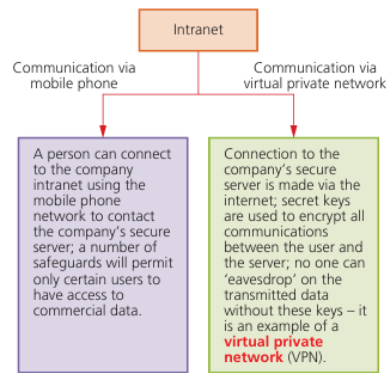 Intranet
Communication via
mobile phone
Communication via
virtual private network
A person can connect
to the company
intranet using the
mobile phone
network to contact
the company's secure
server; a number of
safeguards will permit
only certain users to
have access to
commercial data.
Connection to the
company's secure
server is made via the
internet; secret keys
are used to encrypt all
communications
between the user and
the server; no one can
'eavesdrop' on the
transmitted data
without these keys – it
is an example of a
virtual private
network (VPN).